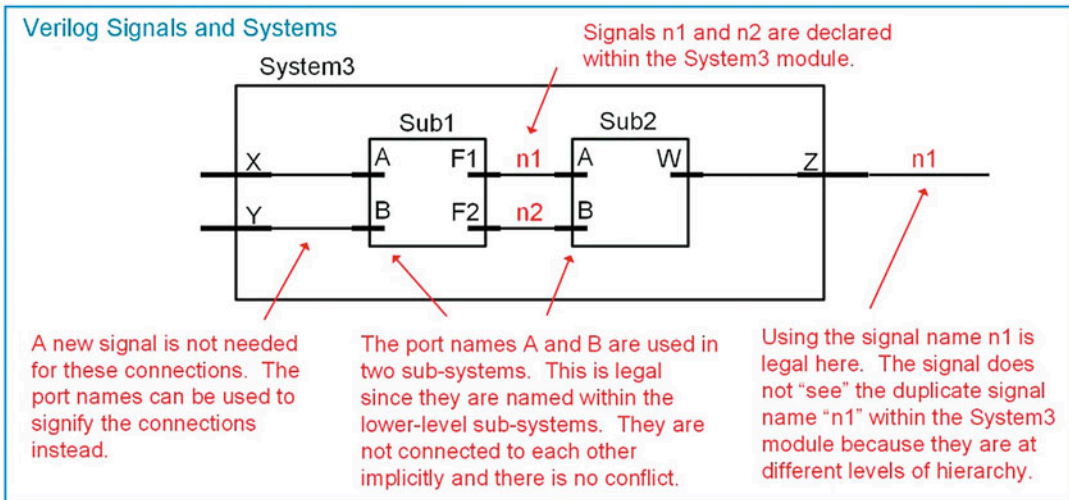 Verilog Signals and Systems
Signals n1 and n2 are declared
within the System3 module.
System3
Sub1
Sub2
X
A
F1
n1
A
W
Z
n1
Y
B
F2
n2
B
A new signal is not needed
for these connections. The
port names can be used to
signify the connections
instead.
The port names A and B are used in
two sub-systems. This is legal
since they are named within the
lower-level sub-systems. They are
not connected to each other
implicitly and there is no conflict.
Using the signal name n1 is
legal here. The signal does
not “see” the duplicate signal
name “n1” within the System3
module because they are at
different levels of hierarchy.